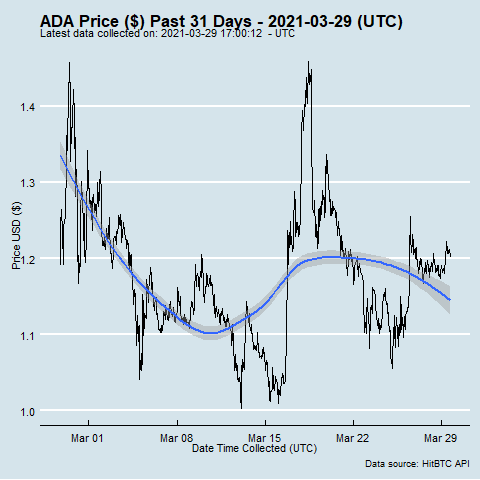 ADA Price ($) Past 31 Days - 2021-03-29 (UTC)
Latest data collected on: 2021-03-29 17:00:12 - UTC
1.4
1.3
1.2
1.1
1.0
Price USD ($)
Mar 01 Mar 08 Mar 15 Mar 22 Mar 29
Date Time Collected (UTC)
Data source: HitBTC API